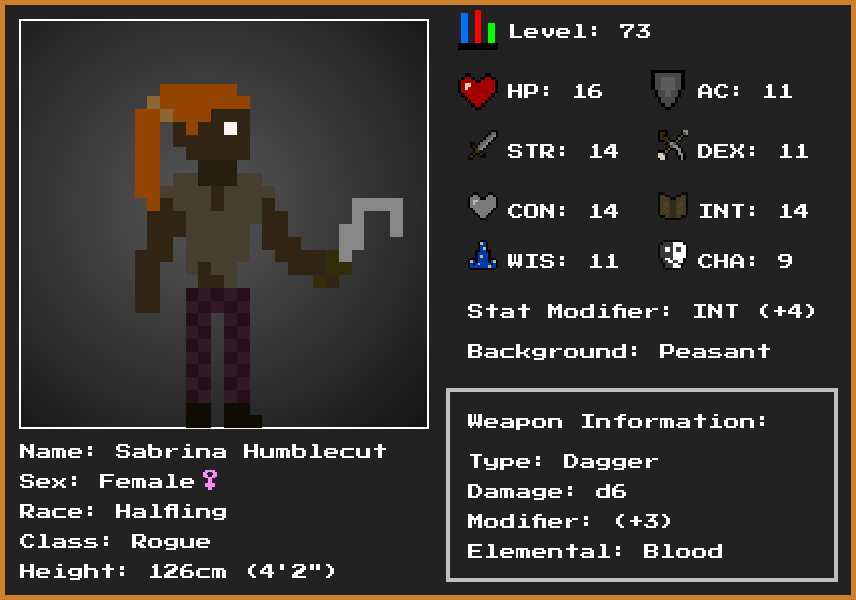 Level: 73
HP: 16
AC: 11
STR: 14
DEX: 11
CON: 14
INT: 14
WIS: 11
CHA: 9
Stat Modifier: INT (+4)
Background: Peasant
Weapon Information:
Type: Dagger
Damage: d6
Modifier: (+3)
Elemental: Blood
Name: Sabrina Humblecut
Sex: Female♀
Race: Halfling
Class: Rogue
Height: 126cm (4'2")